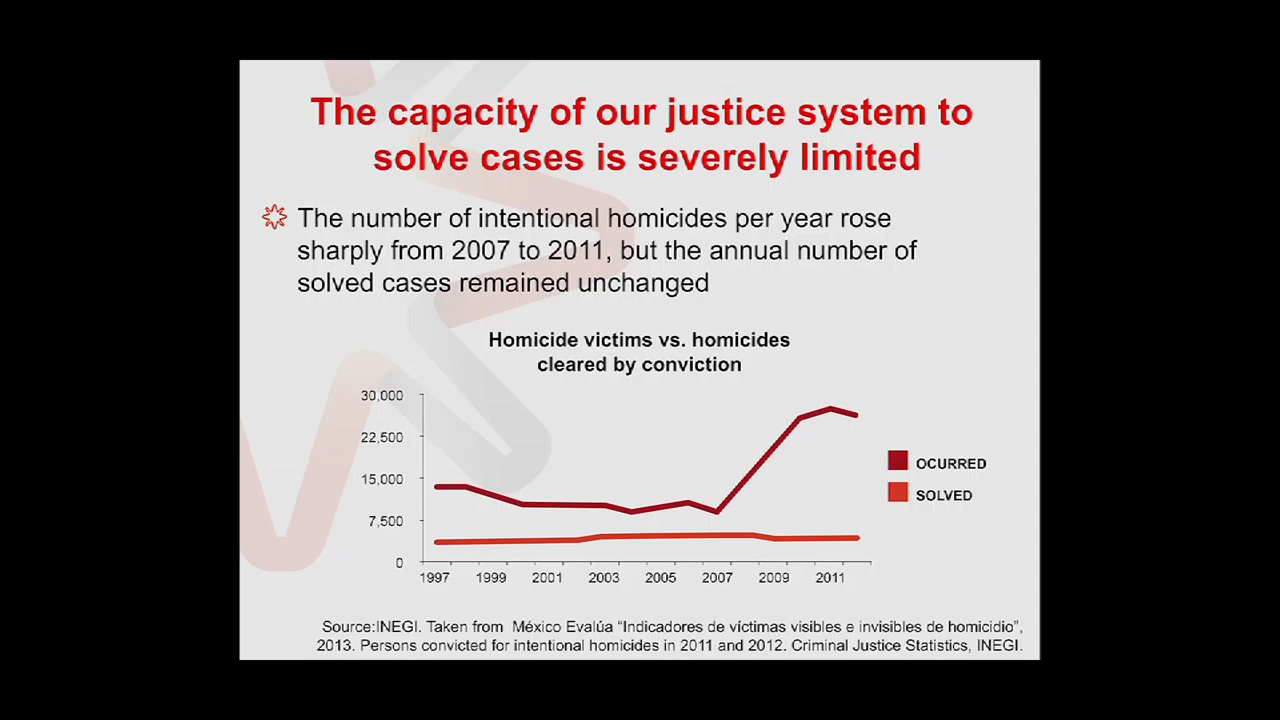 The capacity of our justice system to
solve cases is severely limited
The number of intentional homicides per year rose
sharply from 2007 to 2011, but the annual number of
solved cases remained unchanged
Homicide victims vs. homicides
cleared by conviction
30,000
22,500
15,000
7,500
0
1997 1999 2001 2003 2005 2007 2009 2011
OCURRED
SOLVED
Source:INEGI. Taken from México Evalúa “Indicadores de víctimas visibles e invisibles de homicidio”,
2013. Persons convicted for intentional homicides in 2011 and 2012. Criminal Justice Statistics, INEGI.